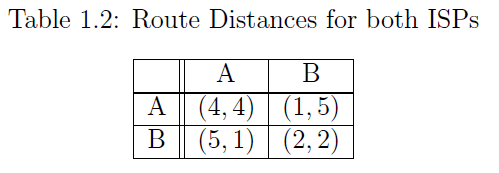 Table 1.2: Route Distances for both ISPs
A B
A (4, 4) (1, 5)
B (5, 1) (2, 2)